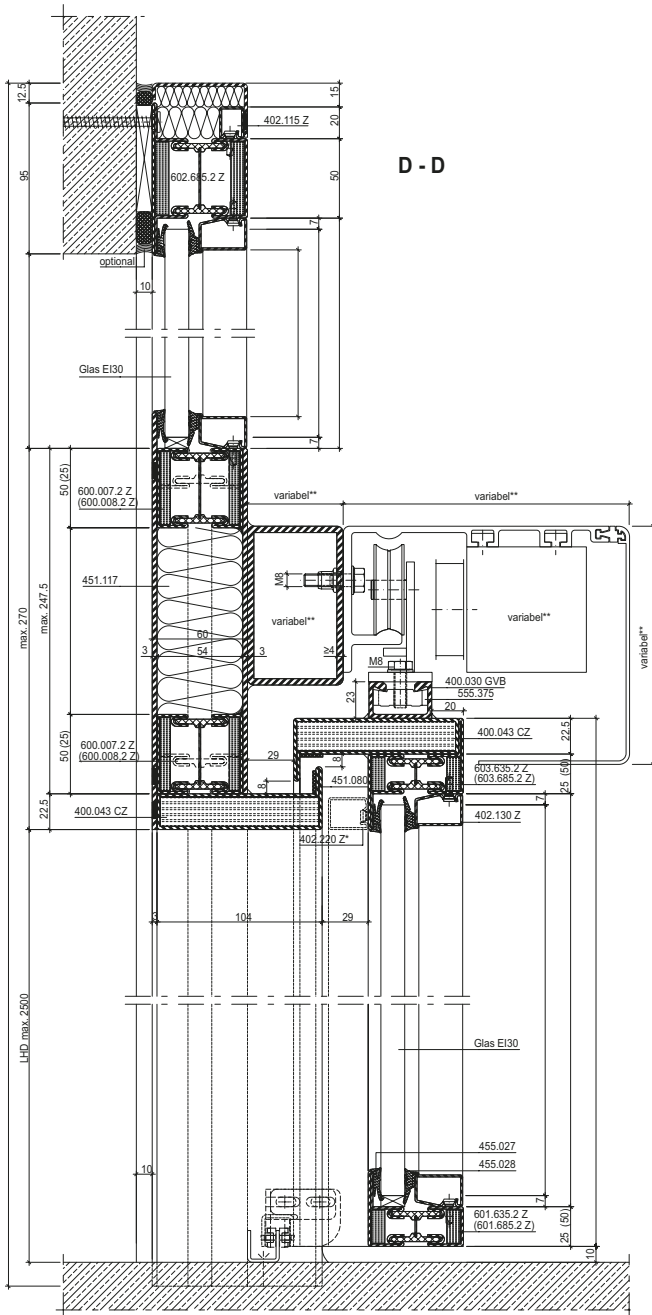 12.5
15
20
402.115 Z
D - D
602.685.2 Z
95
50
7
optional
10
Glas EI30
7
50 (25)
600.007.2 Z
(600.008.2 Z)
variabel**
variabel**
451.117
M8
max. 270
max. 247.5
variabel**
variabel**
variabel**
60
3
54
3
≥4
M8
23
400.030 GVB
555.375
20
50 (25)
600.007.2 Z
(600.008.2 Z)
29
400.043 CZ
22.5
8
8
451.080
603.635.2 Z
(603.685.2 Z)
25 (50)
22.5
400.043 CZ
7
402.130 Z
402.220 Z*
3
104
29
LHD max. 2500
Glas EI30
455.027
455.028
10
7
601.635.2 Z
(601.685.2 Z)
25 (50)
10